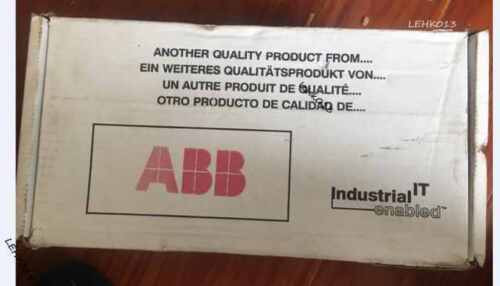 LEHK013
ANOTHER QUALITY PRODUCT FROM....
EIN WEITERES QUALITÄTSPRODUKT VON....
UN AUTRE PRODUIT DE QUALITÉ....
OTRO PRODUCTO DE CALIDAD DE....
ABB
Industrial IT
enabled™